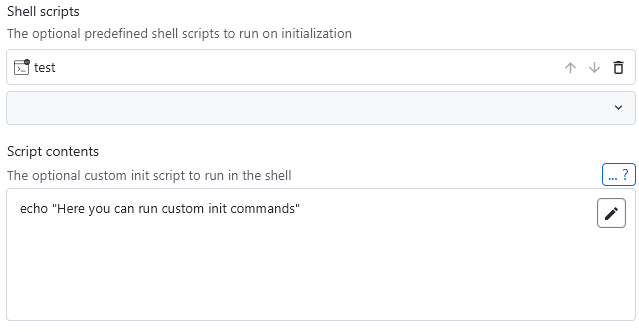 Shell scripts
The optional predefined shell scripts to run on initialization
test
Script contents
The optional custom init script to run in the shell
... ?
echo "Here you can run custom init commands"